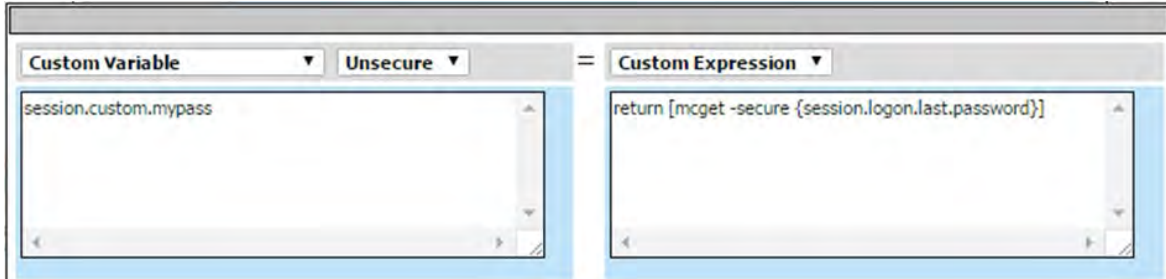 Custom Variable Unsecure = Custom Expression
session.custom.mypass
return [mcget -secure {session.logon.last.password}]